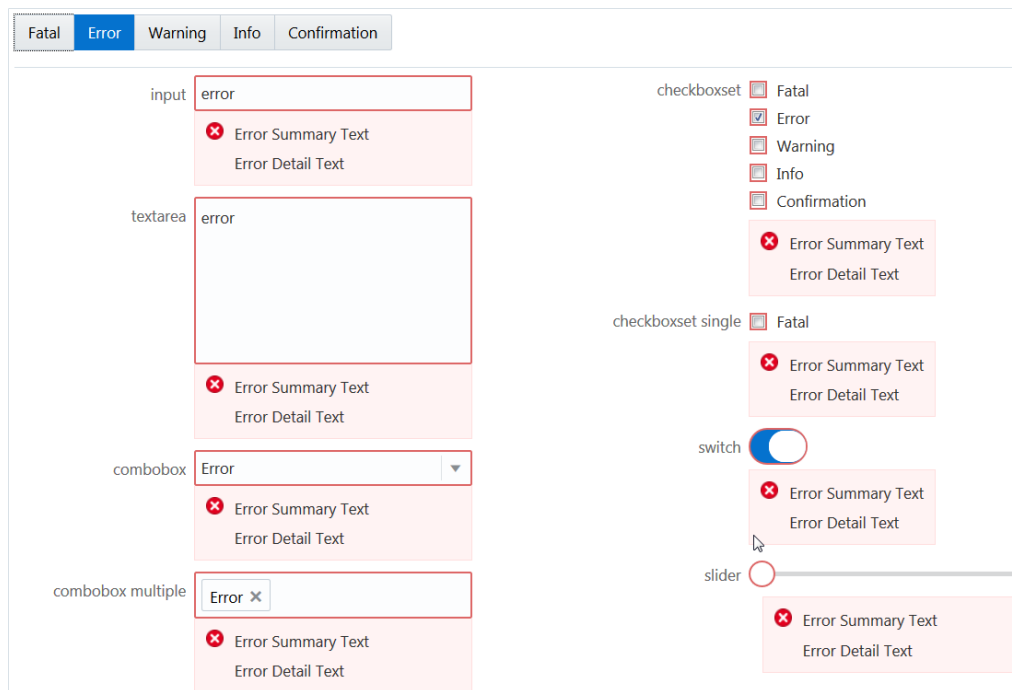 Fatal Error Warning Info Confirmation
input error
Error Summary Text
Error Detail Text
textarea error
Error Summary Text
Error Detail Text
combobox Error
Error Summary Text
Error Detail Text
combobox multiple Error
Error Summary Text
Error Detail Text
checkboxset Fatal
Error
Warning
Info
Confirmation
Error Summary Text
Error Detail Text
checkboxset single Fatal
Error Summary Text
Error Detail Text
switch
Error Summary Text
Error Detail Text
slider
Error Summary Text
Error Detail Text